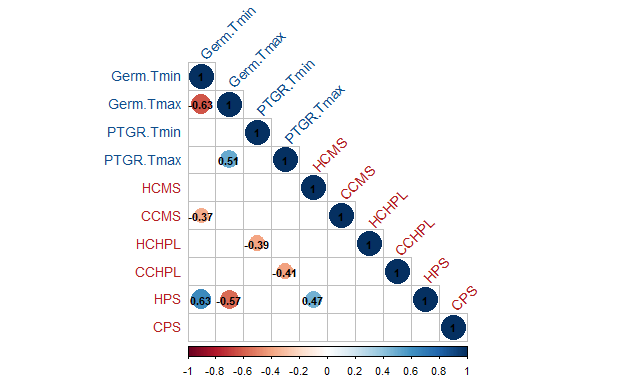 Germ.Tmin
Germ.Tmax
PTGR.Tmin
PTGR.Tmax
HCMS
CCMS
HCHPL
CCHPL
HPS
CPS
Germ.Tmin 1
Germ.Tmax -0.63 1
PTGR.Tmin 1
PTGR.Tmax 0.51 1
HCMS 1
CCMS -0.37 1
HCHPL -0.39 1
CCHPL -0.41 1
HPS 0.63 -0.57 0.47 1
CPS 1
-1 -0.8 -0.6 -0.4 -0.2 0 0.2 0.4 0.6 0.8 1